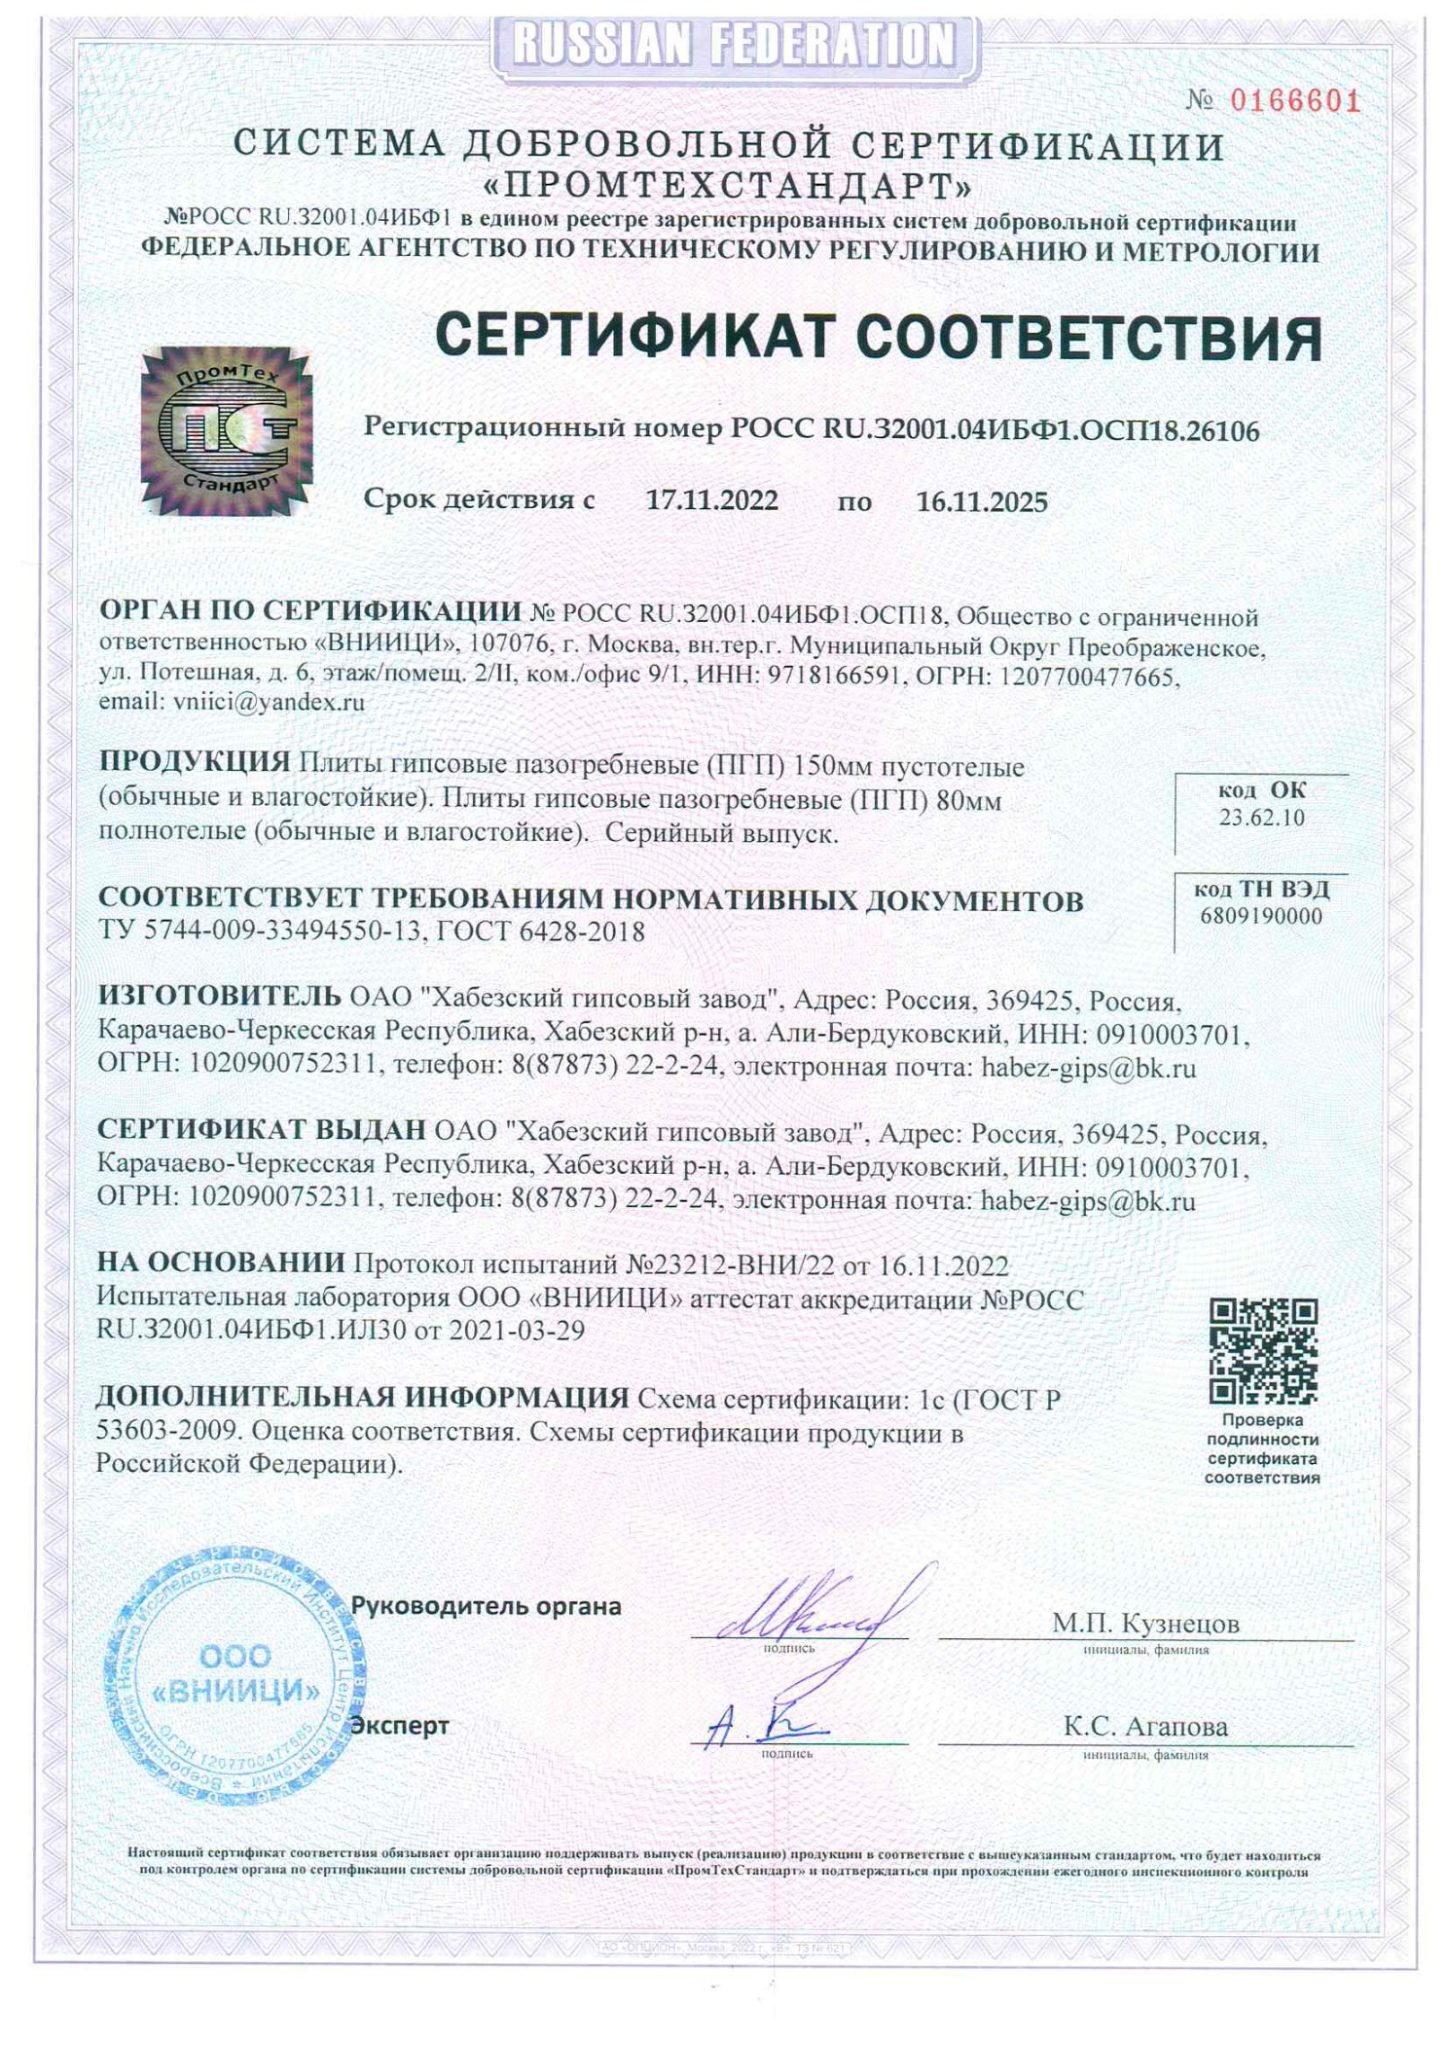 RUSSIAN FEDERATION
№ 0166601
СИСТЕМА ДОБРОВОЛЬНОЙ СЕРТИФИКАЦИИ
«ПРОМТЕХСТАНДАРТ»
№РОСС RU.32001.04ИБФ1 в едином реестре зарегистрированных систем добровольной сертификации
ФЕДЕРАЛЬНОЕ АГЕНТСТВО ПО ТЕХНИЧЕСКОМУ РЕГУЛИРОВАНИЮ И МЕТРОЛОГИИ
СЕРТИФИКАТ СООТВЕТСТВИЯ
ПромТех
ПСТ
Стандарт
Регистрационный номер РОСС RU.32001.04ИБФ1.ОСП18.26106
Срок действия с 17.11.2022 по 16.11.2025
ОРГАН ПО СЕРТИФИКАЦИИ № РОСС RU.32001.04ИБФ1.ОСП18, Общество с ограниченной
ответственностью «ВНИИЦИ», 107076, г. Москва, вн.тер.г. Муниципальный Округ Преображенское,
ул. Потешная, д. 6, этаж/помещ. 2/II, ком./офис 9/1, ИНН: 9718166591, ОГРН: 1207700477665,
email: vniici@yandex.ru
ПРОДУКЦИЯ Плиты гипсовые пазогребневые (ПГП) 150мм пустотелые
(обычные и влагостойкие). Плиты гипсовые пазогребневые (ПГП) 80мм
полнотелые (обычные и влагостойкие). Серийный выпуск.
код ОК
23.62.10
СООТВЕТСТВУЕТ ТРЕБОВАНИЯМ НОРМАТИВНЫХ ДОКУМЕНТОВ
ТУ 5744-009-33494550-13, ГОСТ 6428-2018
код ТН ВЭД
6809190000
ИЗГОТОВИТЕЛЬ ОАО "Хабезский гипсовый завод", Адрес: Россия, 369425, Россия,
Карачаево-Черкесская Республика, Хабезский р-н, а. Али-Бердуковский, ИНН: 0910003701,
ОГРН: 1020900752311, телефон: 8(87873) 22-2-24, электронная почта: habez-gips@bk.ru
СЕРТИФИКАТ ВЫДАН ОАО "Хабезский гипсовый завод", Адрес: Россия, 369425, Россия,
Карачаево-Черкесская Республика, Хабезский р-н, а. Али-Бердуковский, ИНН: 0910003701,
ОГРН: 1020900752311, телефон: 8(87873) 22-2-24, электронная почта: habez-gips@bk.ru
НА ОСНОВАНИИ Протокол испытаний №23212-ВНИ/22 от 16.11.2022
Испытательная лаборатория ООО «ВНИИЦИ» аттестат аккредитации №РОСС
RU.32001.04ИБФ1.ИЛ30 от 2021-03-29
ДОПОЛНИТЕЛЬНАЯ ИНФОРМАЦИЯ Схема сертификации: 1с (ГОСТ Р
53603-2009. Оценка соответствия. Схемы сертификации продукции в
Российской Федерации).
Проверка
подлинности
сертификата
соответствия
Руководитель органа
подпись
М.П. Кузнецов
инициалы, фамилия
Всероссийский Научно Исследовательский Институт Центр Испытаний
ООО
«ВНИИЦИ»
ОГРН 1207700477665
Эксперт
подпись
К.С. Агапова
инициалы, фамилия
Настоящий сертификат соответствия обязывает организацию поддерживать выпуск (реализацию) продукции в соответствие с вышеуказанным стандартом, что будет находиться
под контролем органа по сертификации системы добровольной сертификации «ПромТехСтандарт» и подтверждаться при прохождении ежегодного инспекционного контроля
АО «ОПЦИОН», Москва, 2022 г., «В», ТЗ № 621